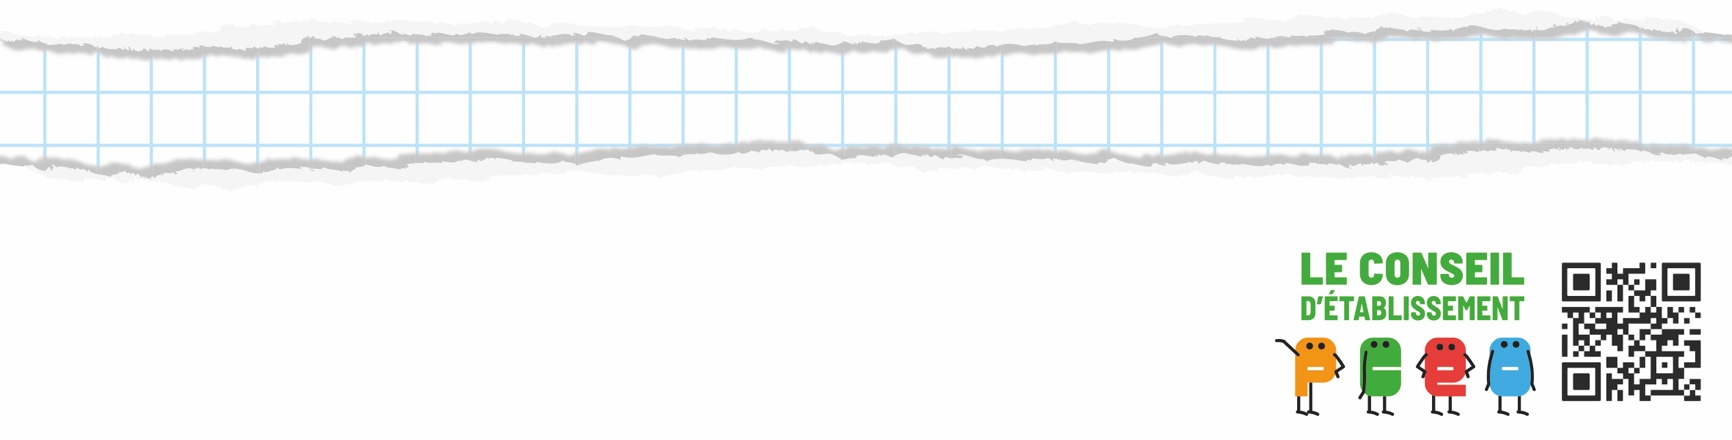 LE CONSEIL
D'ÉTABLISSEMENT